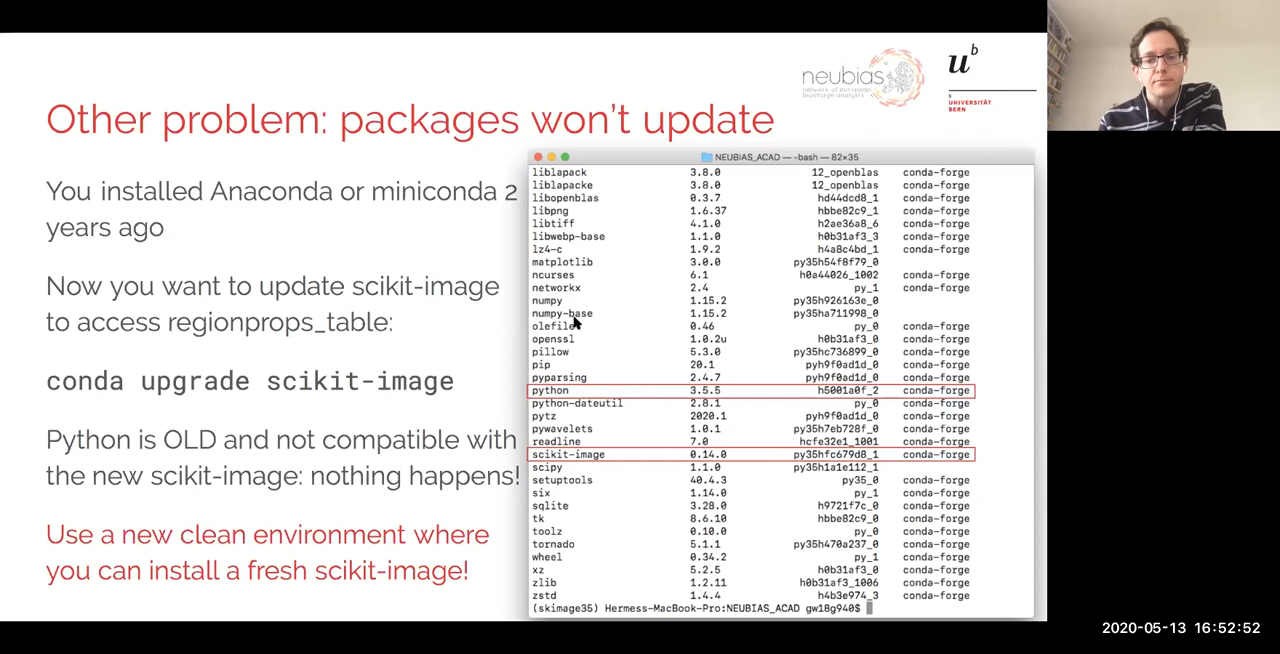 neubias
network of european
bioimage analysts
u
b
b
UNIVERSITÄT
BERN
Other problem: packages won't update
You installed Anaconda or miniconda 2
years ago
Now you want to update scikit-image
to access regionprops_table:
conda upgrade scikit-image
Python is OLD and not compatible with
the new scikit-image: nothing happens!
Use a new clean environment where
you can install a fresh scikit-image!
NEUBIAS_ACAD — -bash — 82×35
liblapack 3.8.0 12_openblas conda-forge
liblapacke 3.8.0 12_openblas conda-forge
libopenblas 0.3.7 hd44dcd8_1 conda-forge
libpng 1.6.37 hbbe82c9_1 conda-forge
libtiff 4.1.0 h2ae36a8_6 conda-forge
libwebp-base 1.1.0 h0b31af3_3 conda-forge
lz4-c 1.9.2 h4a8c4bd_1 conda-forge
matplotlib 3.0.0 py35h54f8f79_0
ncurses 6.1 h0a44026_1002 conda-forge
networkx 2.4 py_1 conda-forge
numpy 1.15.2 py35h926163e_0
numpy-base 1.15.2 py35ha711998_0
olefile 0.46 py_0 conda-forge
openssl 1.0.2u h0b31af3_0 conda-forge
pillow 5.3.0 py35hc736899_0 conda-forge
pip 20.1 pyh9f0ad1d_0 conda-forge
pyparsing 2.4.7 pyh9f0ad1d_0 conda-forge
python 3.5.5 h5001a0f_2 conda-forge
python-dateutil 2.8.1 py_0 conda-forge
pytz 2020.1 pyh9f0ad1d_0 conda-forge
pywavelets 1.0.1 py35h7eb728f_0 conda-forge
readline 7.0 hcfe32e1_1001 conda-forge
scikit-image 0.14.0 py35hfc679d8_1 conda-forge
scipy 1.1.0 py35h1a1e112_1
setuptools 40.4.3 py35_0 conda-forge
six 1.14.0 py_1 conda-forge
sqlite 3.28.0 h9721f7c_0 conda-forge
tk 8.6.10 hbbe82c9_0 conda-forge
toolz 0.10.0 py_0 conda-forge
tornado 5.1.1 py35h470a237_0 conda-forge
wheel 0.34.2 py_1 conda-forge
xz 5.2.5 h0b31af3_0 conda-forge
zlib 1.2.11 h0b31af3_1006 conda-forge
zstd 1.4.4 h4b3e974_3 conda-forge
(skimage35) Hermess-MacBook-Pro:NEUBIAS_ACAD gw18g940$
2020-05-13 16:52:52